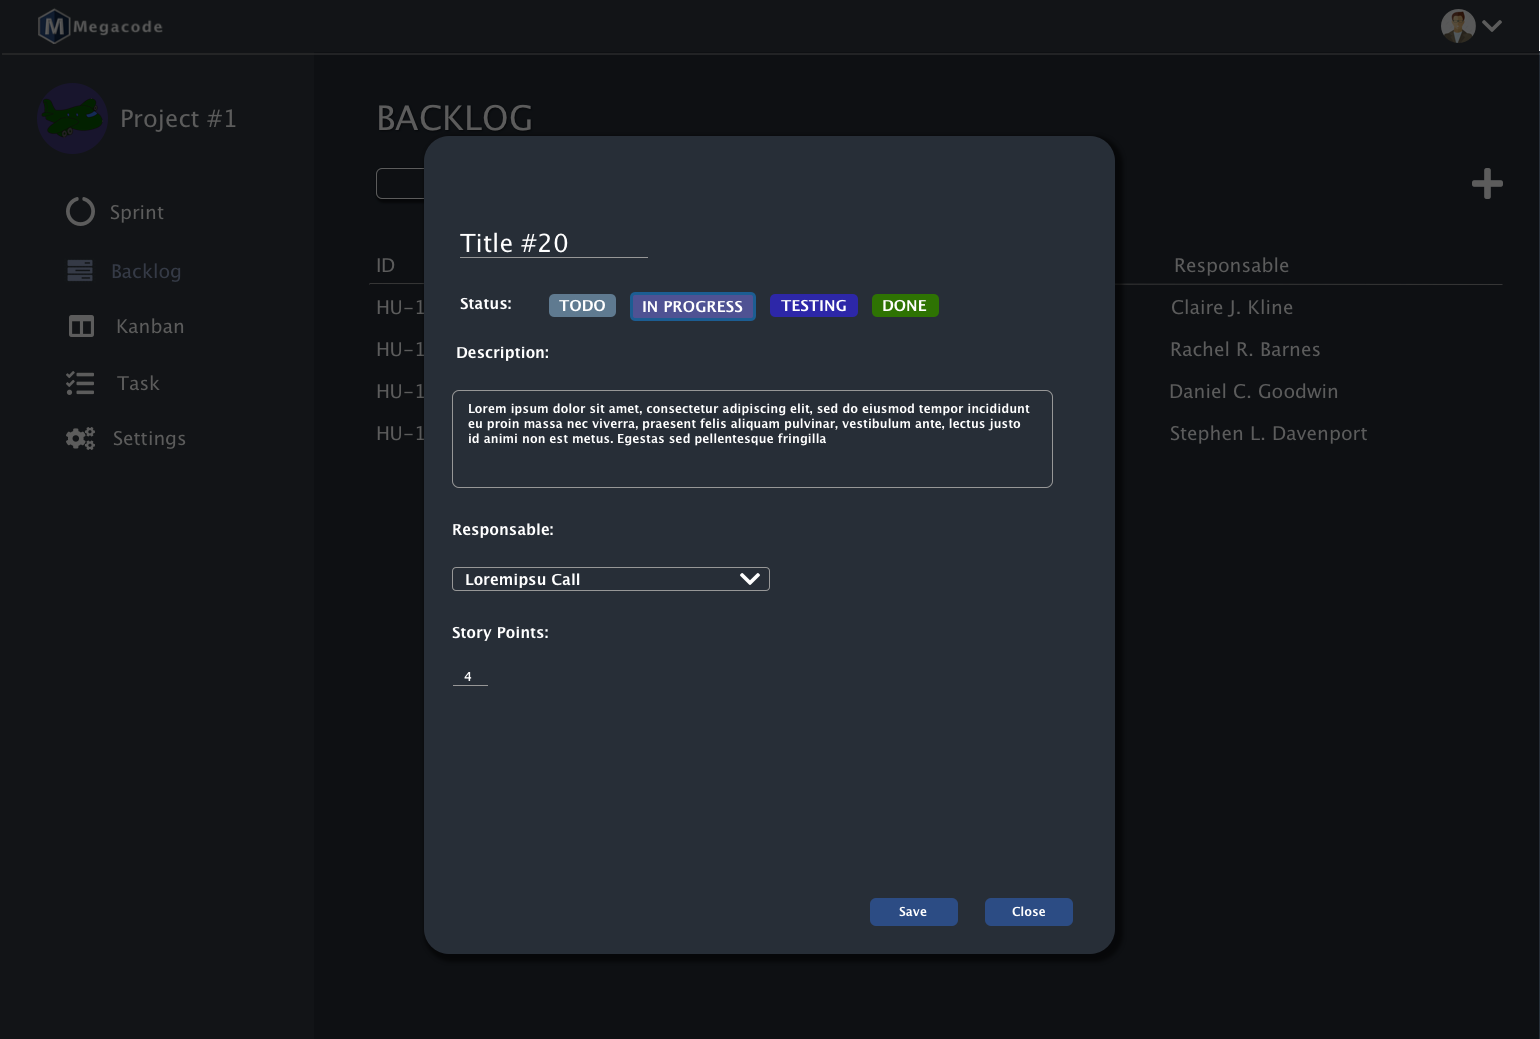 Megacode
Project #1
BACKLOG
Sprint
Backlog
Kanban
Task
Settings
ID
Responsable
HU-1
Claire J. Kline
HU-1
Rachel R. Barnes
HU-1
Daniel C. Goodwin
HU-1
Stephen L. Davenport
Title #20
Status: TODO IN PROGRESS TESTING DONE
Description:
Lorem ipsum dolor sit amet, consectetur adipiscing elit, sed do eiusmod tempor incididunt
eu proin massa nec viverra, praesent felis aliquam pulvinar, vestibulum ante, lectus justo
id animi non est metus. Egestas sed pellentesque fringilla
Responsable:
Loremipsu Call
Story Points:
4
Save Close